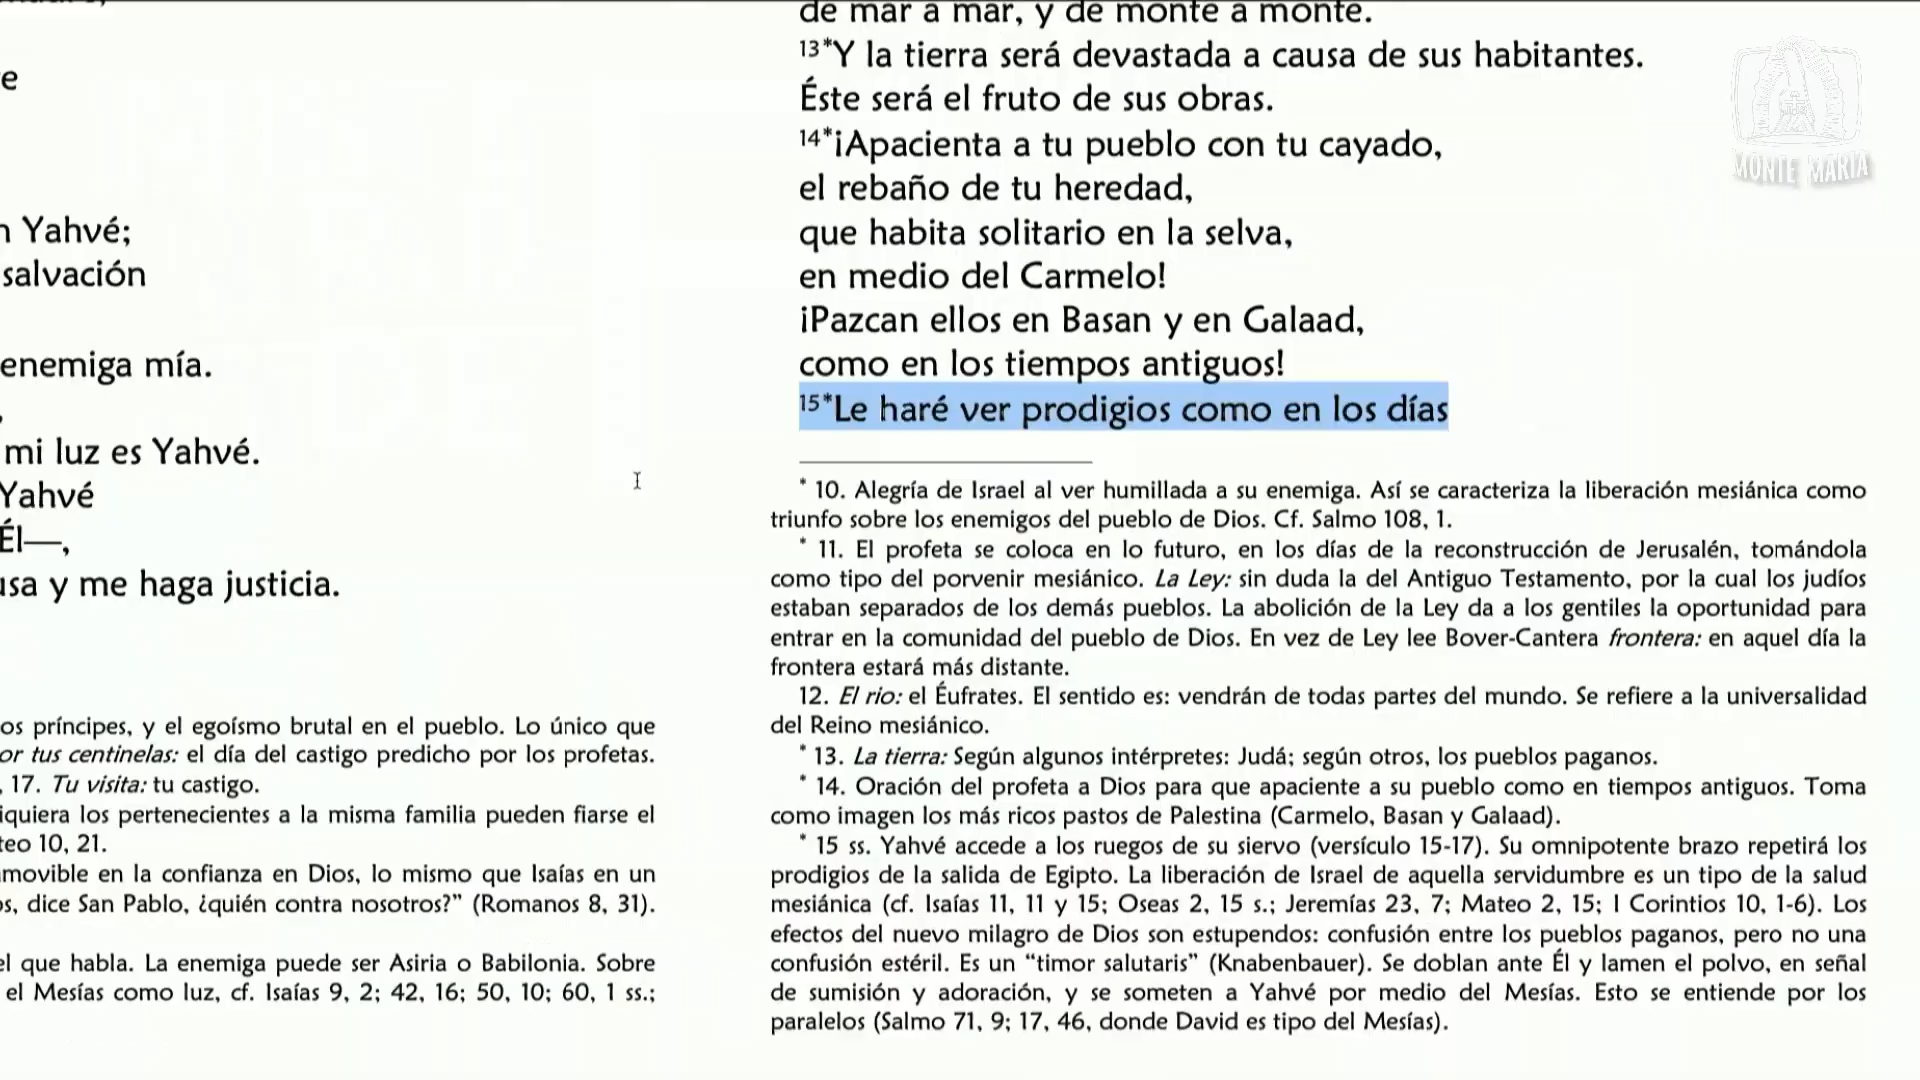 e
n Yahvé;
salvación
enemiga mía.
mi luz es Yahvé.
Yahvé
Él—,
usa y me haga justicia.
os príncipes, y el egoísmo brutal en el pueblo. Lo único que
or tus centinelas: el día del castigo predicho por los profetas.
, 17. Tu visita: tu castigo.
iquiera los pertenecientes a la misma familia pueden fiarse el
teo 10, 21.
movible en la confianza en Dios, lo mismo que Isaías en un
os, dice San Pablo, ¿quién contra nosotros?” (Romanos 8, 31).
el que habla. La enemiga puede ser Asiria o Babilonia. Sobre
el Mesías como luz, cf. Isaías 9, 2; 42, 16; 50, 10; 60, 1 ss.;
de mar a mar, y de monte a monte.
13*Y la tierra será devastada a causa de sus habitantes.
Éste será el fruto de sus obras.
14*¡Apacienta a tu pueblo con tu cayado,
el rebaño de tu heredad,
que habita solitario en la selva,
en medio del Carmelo!
¡Pazcan ellos en Basan y en Galaad,
como en los tiempos antiguos!
15*Le haré ver prodigios como en los días
* 10. Alegría de Israel al ver humillada a su enemiga. Así se caracteriza la liberación mesiánica como
triunfo sobre los enemigos del pueblo de Dios. Cf. Salmo 108, 1.
* 11. El profeta se coloca en lo futuro, en los días de la reconstrucción de Jerusalén, tomándola
como tipo del porvenir mesiánico. La Ley: sin duda la del Antiguo Testamento, por la cual los judíos
estaban separados de los demás pueblos. La abolición de la Ley da a los gentiles la oportunidad para
entrar en la comunidad del pueblo de Dios. En vez de Ley lee Bover-Cantera frontera: en aquel día la
frontera estará más distante.
12. El rio: el Éufrates. El sentido es: vendrán de todas partes del mundo. Se refiere a la universalidad
del Reino mesiánico.
* 13. La tierra: Según algunos intérpretes: Judá; según otros, los pueblos paganos.
* 14. Oración del profeta a Dios para que apaciente a su pueblo como en tiempos antiguos. Toma
como imagen los más ricos pastos de Palestina (Carmelo, Basan y Galaad).
* 15 ss. Yahvé accede a los ruegos de su siervo (versículo 15-17). Su omnipotente brazo repetirá los
prodigios de la salida de Egipto. La liberación de Israel de aquella servidumbre es un tipo de la salud
mesiánica (cf. Isaías 11, 11 y 15; Oseas 2, 15 s.; Jeremías 23, 7; Mateo 2, 15; I Corintios 10, 1-6). Los
efectos del nuevo milagro de Dios son estupendos: confusión entre los pueblos paganos, pero no una
confusión estéril. Es un “timor salutaris” (Knabenbauer). Se doblan ante Él y lamen el polvo, en señal
de sumisión y adoración, y se someten a Yahvé por medio del Mesías. Esto se entiende por los
paralelos (Salmo 71, 9; 17, 46, donde David es tipo del Mesías).
MONTE MARIA